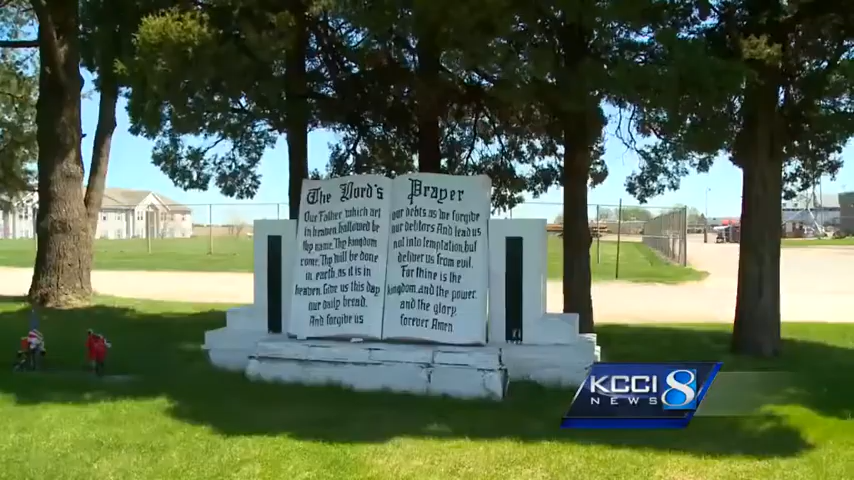 The Lord's
Our Father which art
in heaven, Hallowed be
thy name. Thy kingdom
come. Thy will be done
in earth, as it is in
heaven. Give us this day
our daily bread,
And forgive us
Prayer
our debts, As we forgive
our debtors. And lead us
not into temptation, but
deliver us from evil,
For thine is the
kingdom, and the power,
and the glory,
forever Amen
KCCI 8
NEWS